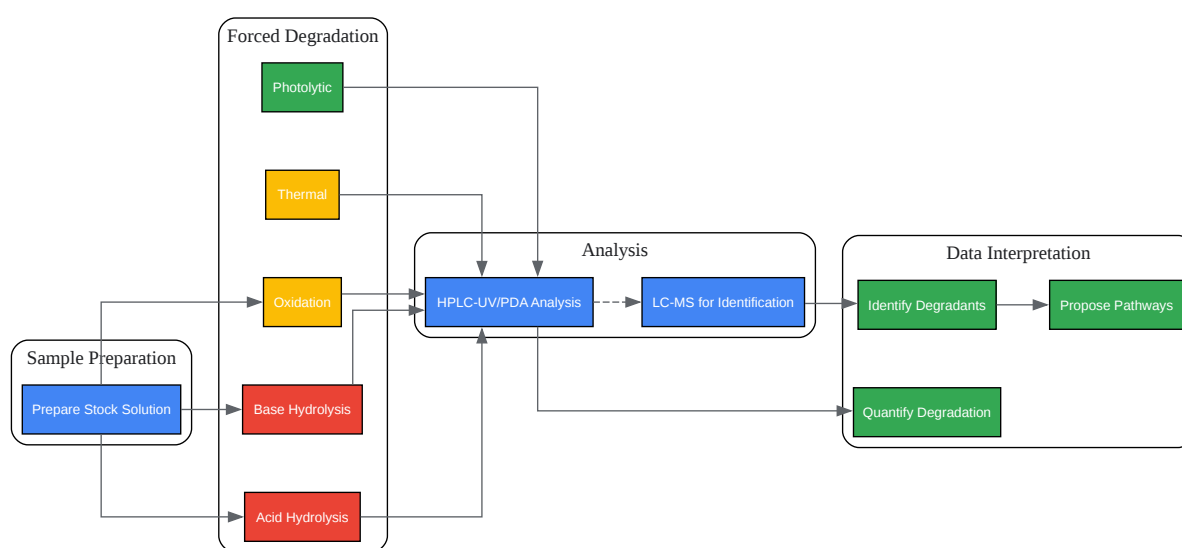 Forced Degradation
Photolytic
Thermal
Oxidation
Base Hydrolysis
Acid Hydrolysis
Sample Preparation
Prepare Stock Solution
Analysis
HPLC-UV/PDA Analysis
LC-MS for Identification
Data Interpretation
Identify Degradants
Propose Pathways
Quantify Degradation